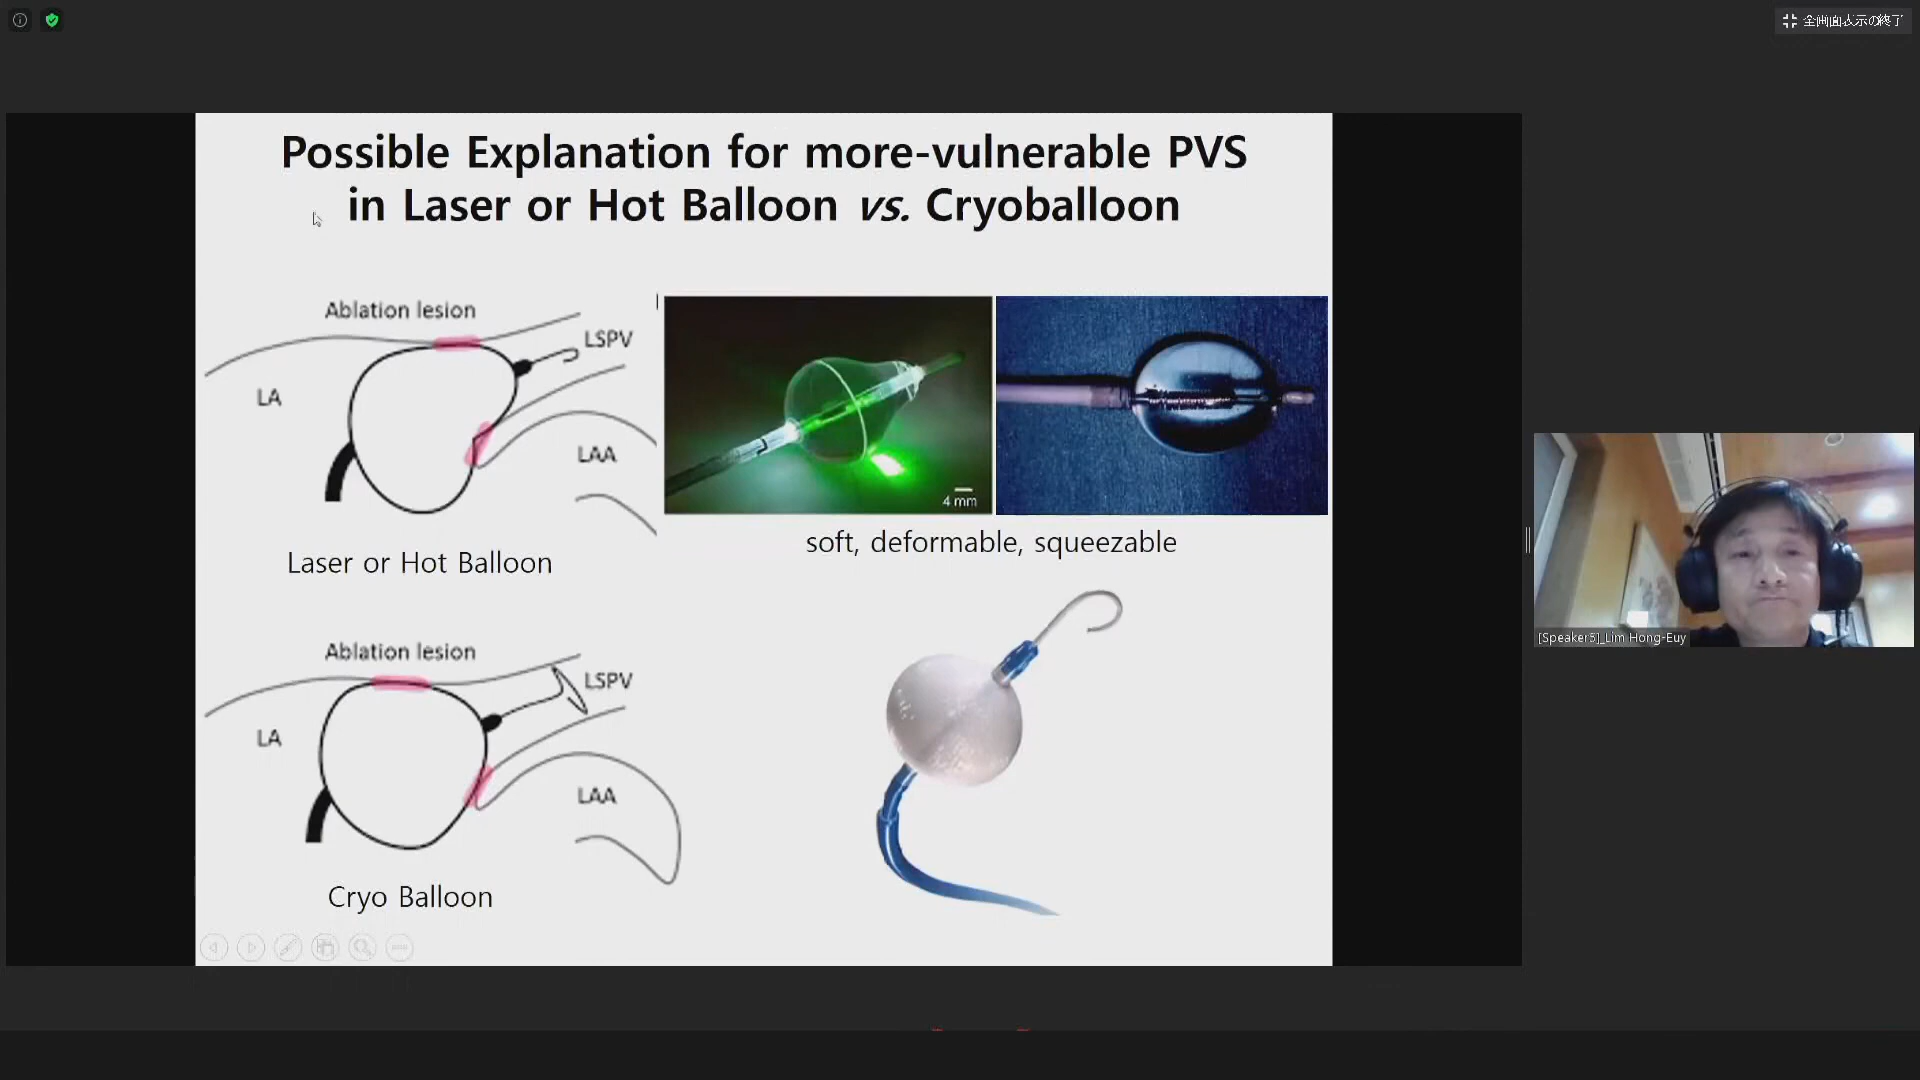 全画面表示の終了
Possible Explanation for more-vulnerable PVS
in Laser or Hot Balloon vs. Cryoballoon
Ablation lesion
LSPV
LA
LAA
Laser or Hot Balloon
4 mm
soft, deformable, squeezable
Ablation lesion
LSPV
LA
LAA
Cryo Balloon
[Speaker5]_Lim Hong-Euy